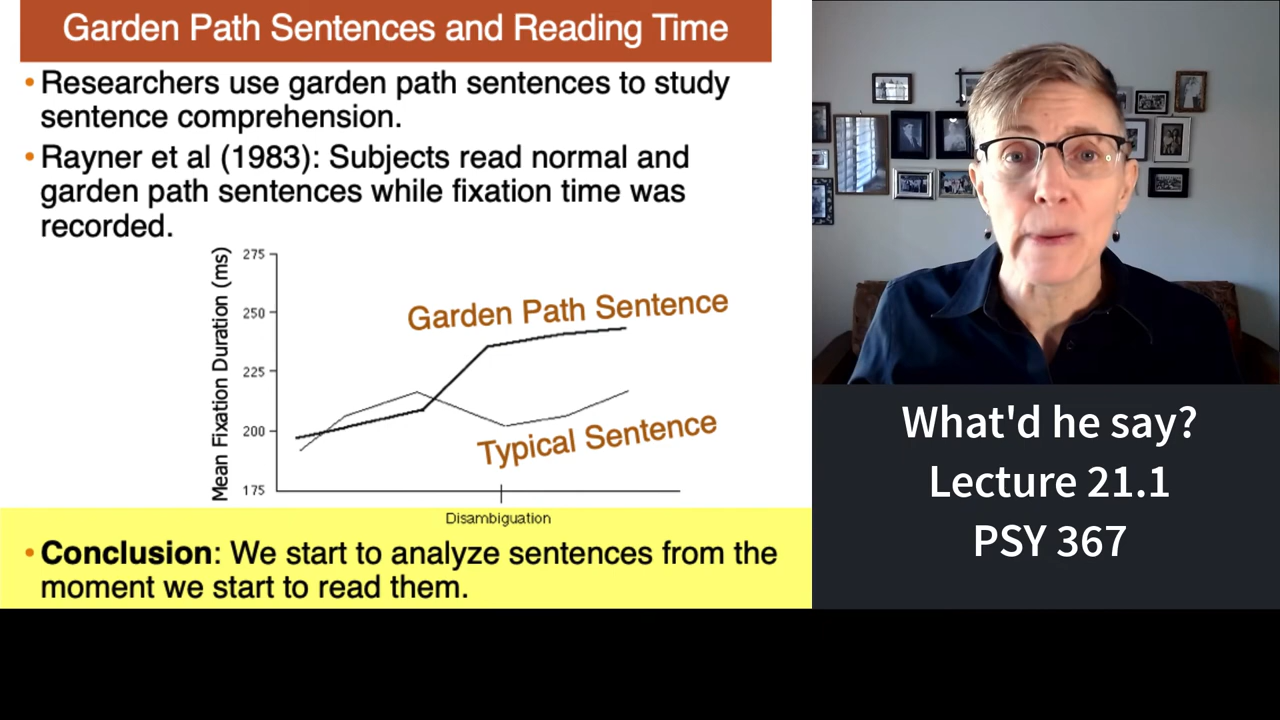 Garden Path Sentences and Reading Time
• Researchers use garden path sentences to study
sentence comprehension.
• Rayner et al (1983): Subjects read normal and
garden path sentences while fixation time was
recorded.
Mean Fixation Duration (ms)
275
250
225
200
175
Garden Path Sentence
Typical Sentence
Disambiguation
• Conclusion: We start to analyze sentences from the
moment we start to read them.
What'd he say?
Lecture 21.1
PSY 367